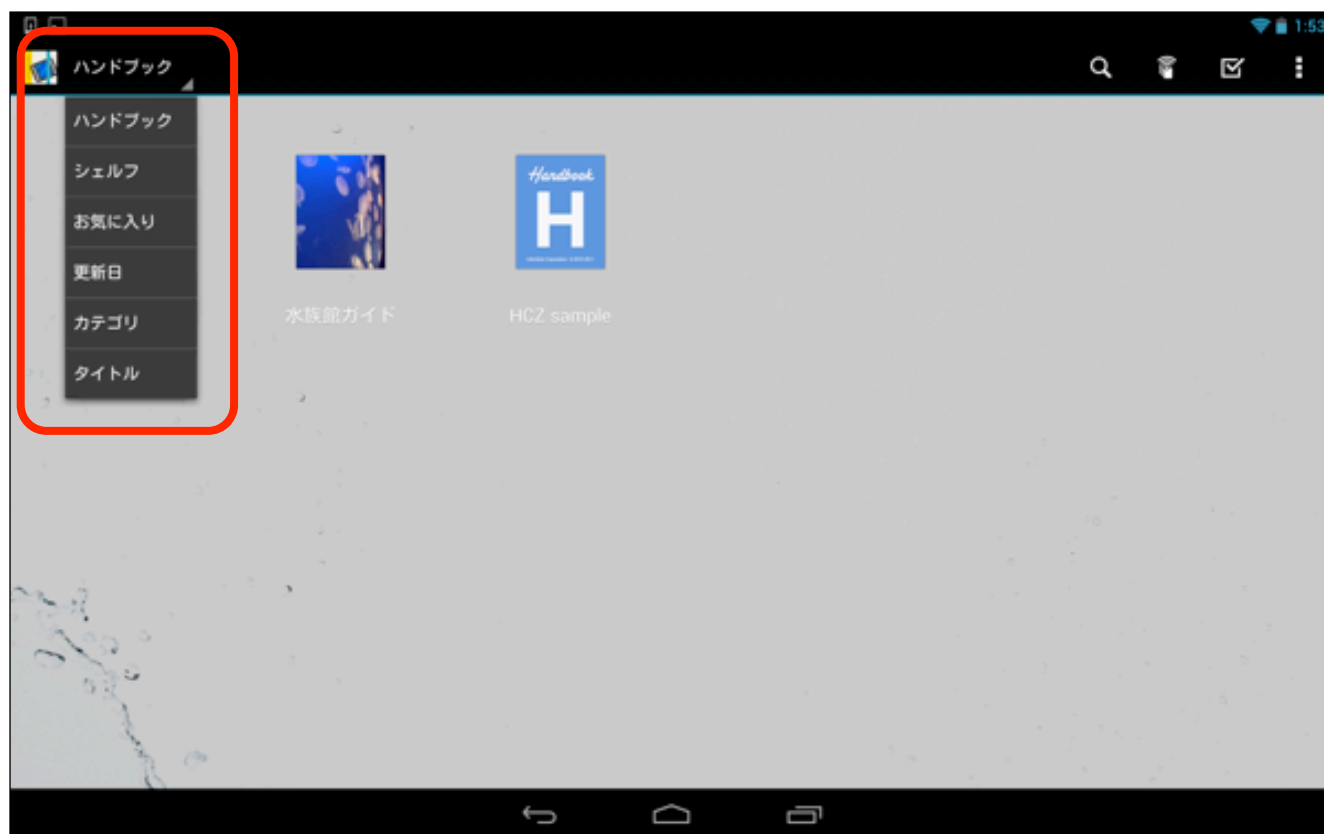 1:53
ハンドブック
ハンドブック
シェルフ
お気に入り
更新日
カテゴリ
タイトル
Handbook
H
水族館ガイド
HCZ sample